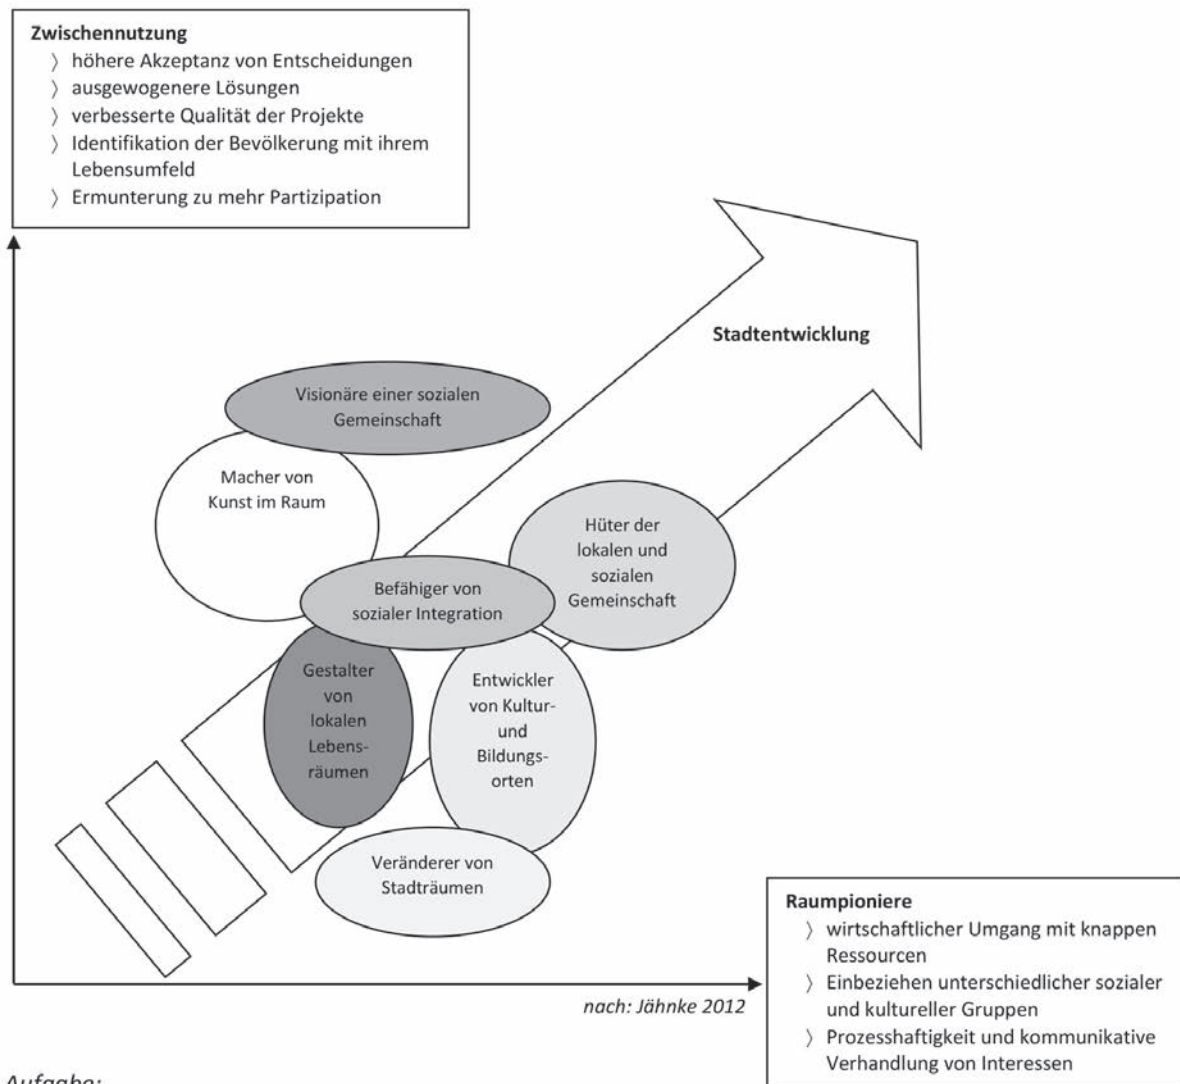 Zwischennutzung
〉 höhere Akzeptanz von Entscheidungen
〉 ausgewogenere Lösungen
〉 verbesserte Qualität der Projekte
〉 Identifikation der Bevölkerung mit ihrem
Lebensumfeld
〉 Ermunterung zu mehr Partizipation
Stadtentwicklung
Visionäre einer sozialen
Gemeinschaft
Macher von
Kunst im Raum
Hüter der
lokalen und
sozialen
Gemeinschaft
Befähiger von
sozialer Integration
Gestalter
von
lokalen
Lebens-
räumen
Entwickler
von Kultur-
und
Bildungs-
orten
Veränderer von
Stadträumen
Raumpioniere
〉 wirtschaftlicher Umgang mit knappen
Ressourcen
〉 Einbeziehen unterschiedlicher sozialer
und kultureller Gruppen
〉 Prozesshaftigkeit und kommunikative
Verhandlung von Interessen
nach: Jähnke 2012
Aufgabe: